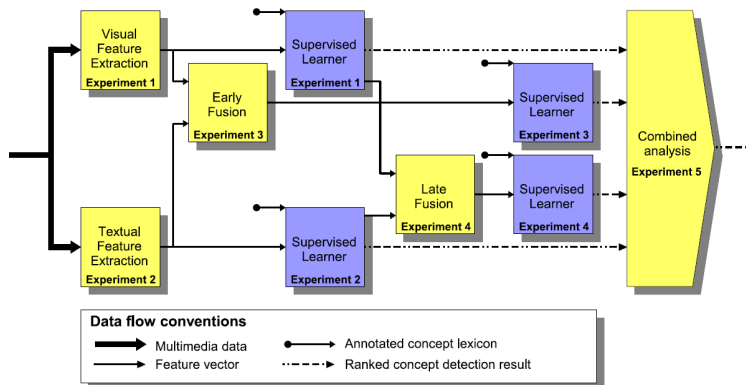 Visual
Feature
Extraction
Experiment 1
Supervised
Learner
Experiment 1
Early
Fusion
Experiment 3
Supervised
Learner
Experiment 3
Combined
analysis
Experiment 5
Late
Fusion
Experiment 4
Supervised
Learner
Experiment 4
Textual
Feature
Extraction
Experiment 2
Supervised
Learner
Experiment 2
Data flow conventions
Multimedia data
Annotated concept lexicon
Feature vector
Ranked concept detection result